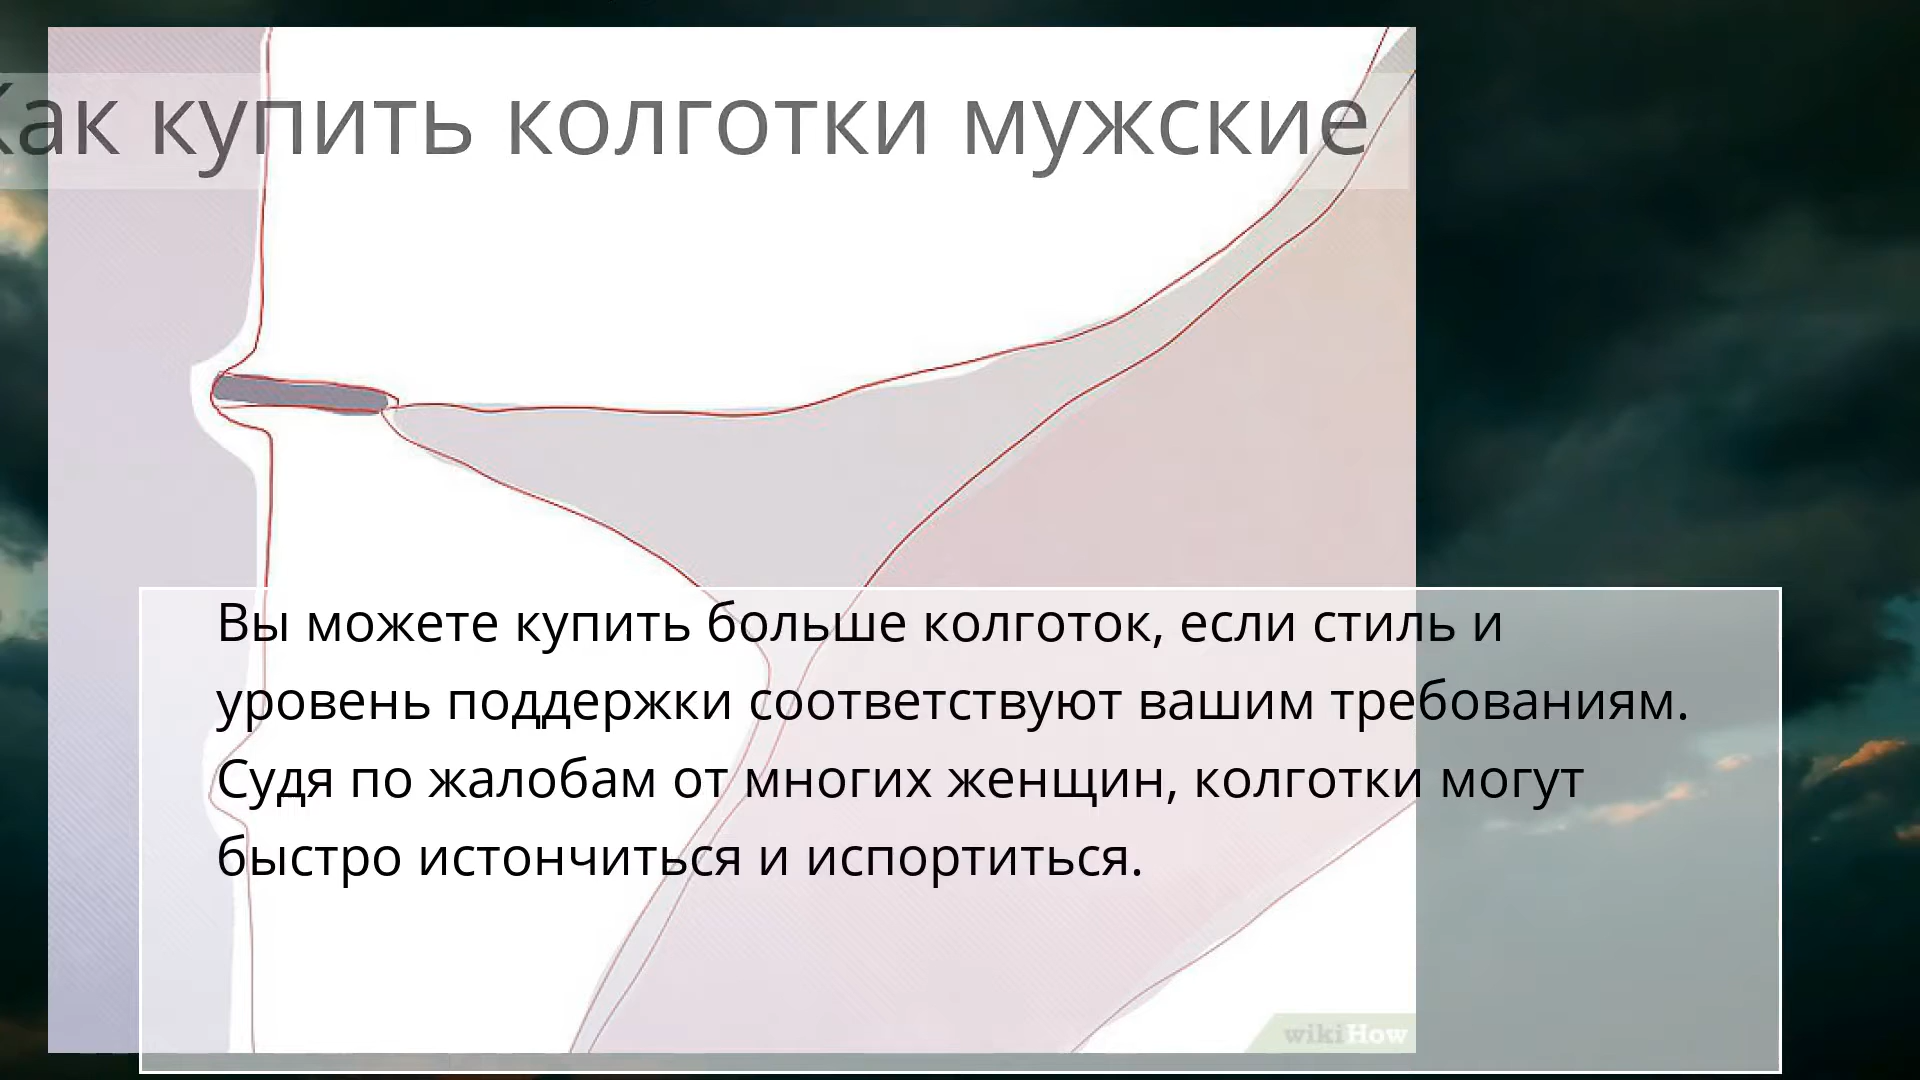 Как купить колготки мужские
Вы можете купить больше колготок, если стиль и
уровень поддержки соответствуют вашим требованиям.
Судя по жалобам от многих женщин, колготки могут
быстро истончиться и испортиться.
wikiHow